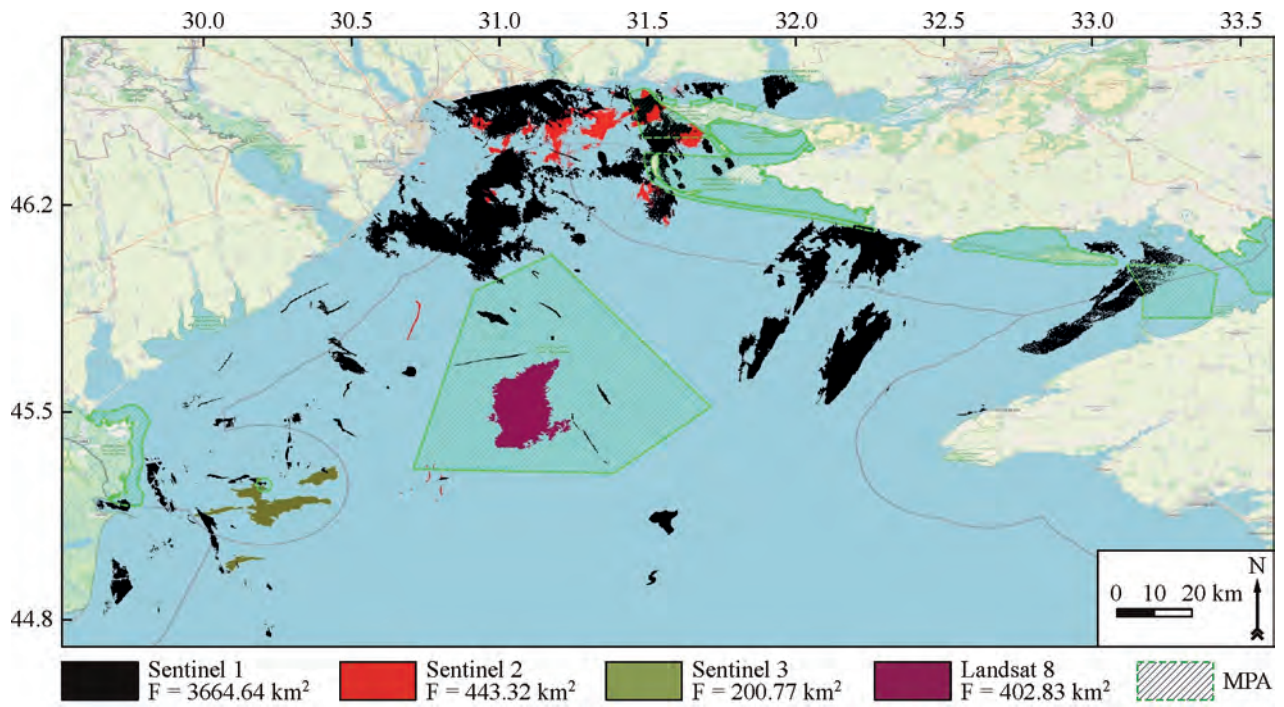 30.0 30.5 31.0 31.5 32.0 32.5 33.0 33.5
46.2
45.5
44.8
N
0 10 20 km
Sentinel 1 Sentinel 2 Sentinel 3 Landsat 8 MPA
F = 3664.64 km² F = 443.32 km² F = 200.77 km² F = 402.83 km²